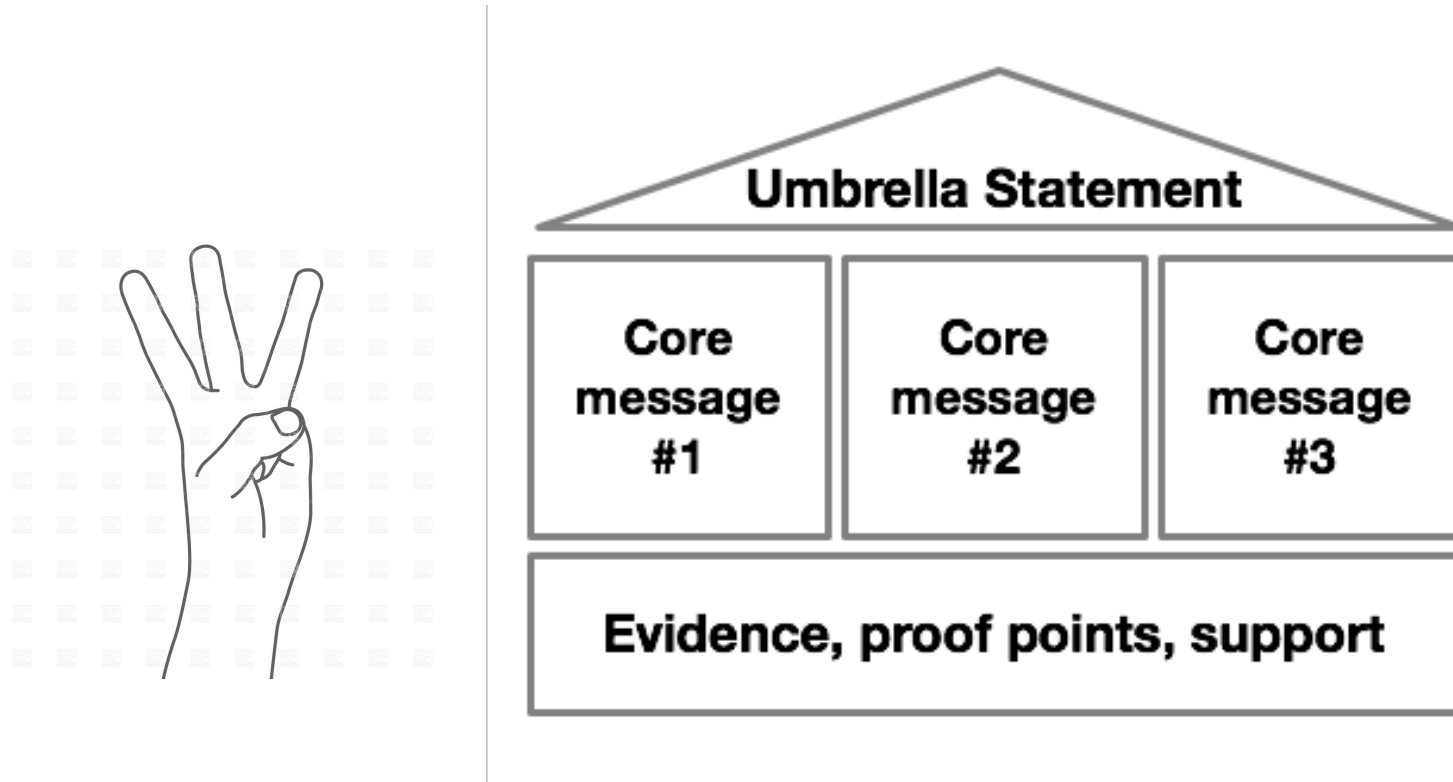 Umbrella Statement
Core
message
#1
Core
message
#2
Core
message
#3
Evidence, proof points, support